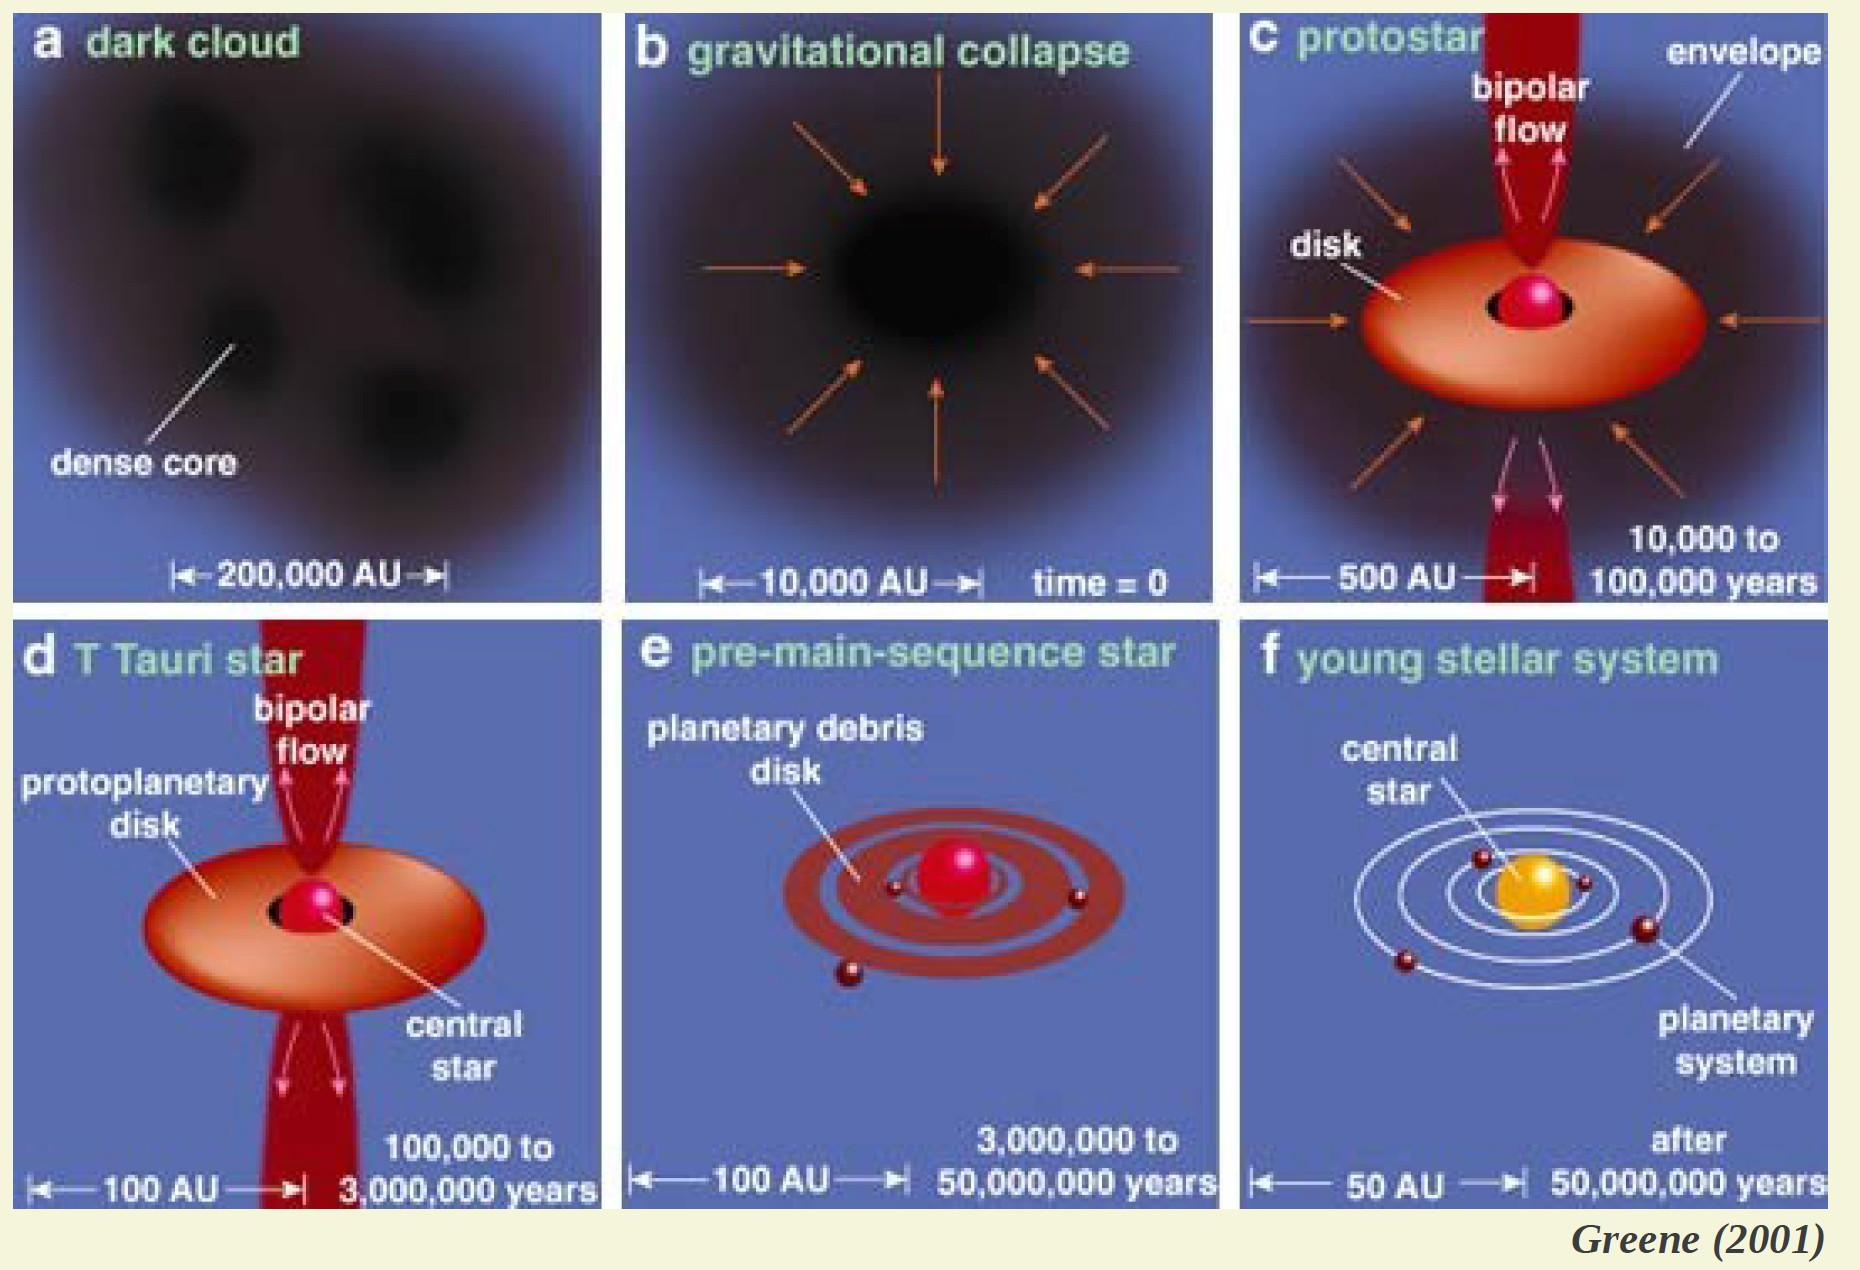 a dark cloud
dense core
200,000 AU
b gravitational collapse
10,000 AU
time = 0
c protostar
envelope
bipolar
flow
disk
500 AU
10,000 to
100,000 years
d T Tauri star
bipolar
flow
protoplanetary
disk
central
star
100 AU
100,000 to
3,000,000 years
e pre-main-sequence star
planetary debris
disk
100 AU
3,000,000 to
50,000,000 years
f young stellar system
central
star
planetary
system
50 AU
after
50,000,000 years
Greene (2001)